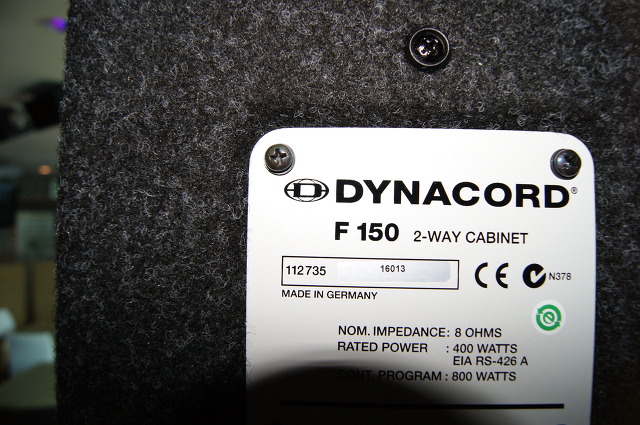 DYNACORD®
F 150 2-WAY CABINET
112735 16013
CE N378
MADE IN GERMANY
NOM. IMPEDANCE: 8 OHMS
RATED POWER : 400 WATTS
EIA RS-426 A
CONT. PROGRAM : 800 WATTS